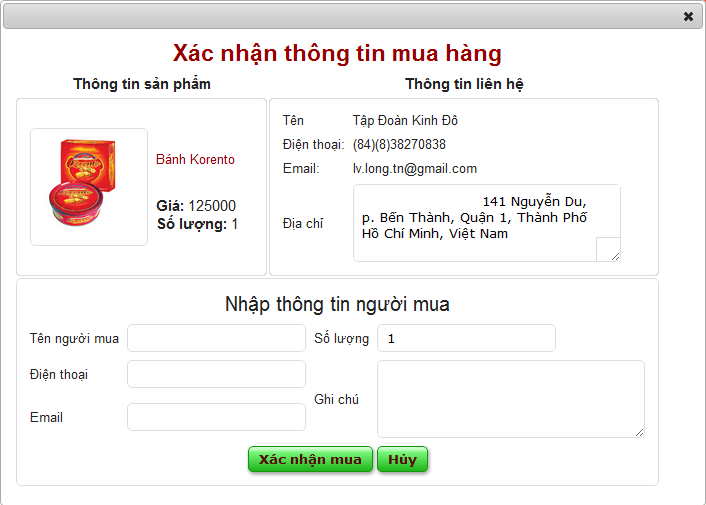 Xác nhận thông tin mua hàng
Thông tin sản phẩm
Thông tin liên hệ
Bánh Korento
Giá: 125000
Số lượng: 1
Tên Tập Đoàn Kinh Đô
Điện thoại: (84)(8)38270838
Email: lv.long.tn@gmail.com
Địa chỉ
141 Nguyễn Du,
p. Bến Thành, Quận 1, Thành Phố
Hồ Chí Minh, Việt Nam
Nhập thông tin người mua
Tên người mua
Số lượng 1
Điện thoại
Ghi chú
Email
Xác nhận mua Hủy